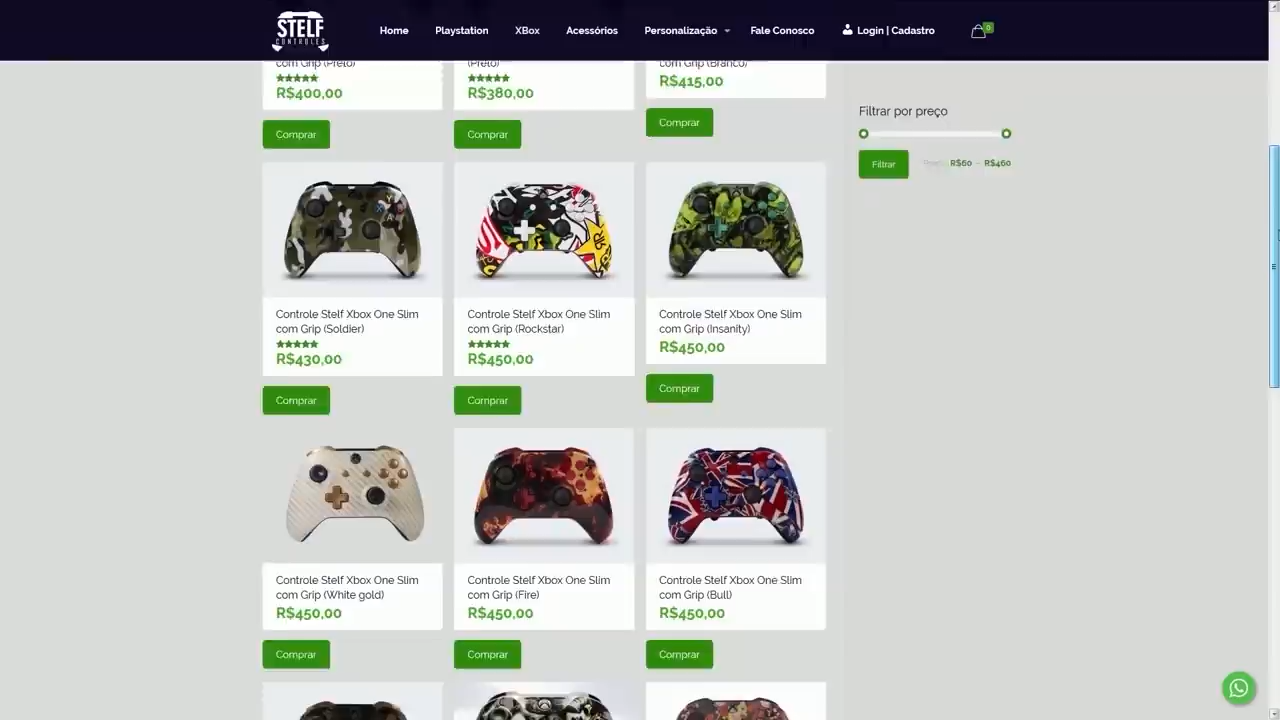 STELF
CONTROLES
Home
Playstation
XBox
Acessórios
Personalização
Fale Conosco
Login | Cadastro
0
com Grip (Preto)
(Preto)
com Grip (Branco)
R$400,00
R$380,00
R$415,00
Comprar
Comprar
Comprar
Filtrar por preço
Filtrar
Preço: R$60 — R$460
Controle Stelf Xbox One Slim
com Grip (Soldier)
R$430,00
Comprar
Controle Stelf Xbox One Slim
com Grip (Rockstar)
R$450,00
Comprar
Controle Stelf Xbox One Slim
com Grip (Insanity)
R$450,00
Comprar
Controle Stelf Xbox One Slim
com Grip (White gold)
R$450,00
Comprar
Controle Stelf Xbox One Slim
com Grip (Fire)
R$450,00
Comprar
Controle Stelf Xbox One Slim
com Grip (Bull)
R$450,00
Comprar